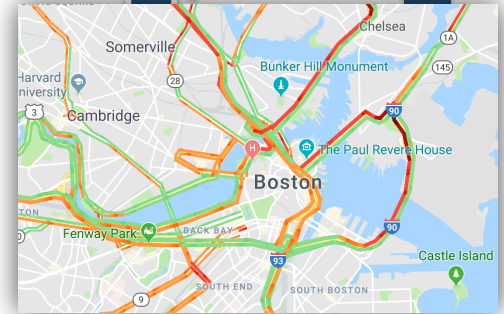 Somerville
Chelsea
1A
Bunker Hill Monument
145
28
Harvard
University
90
3
Cambridge
H
The Paul Revere House
Boston
90
Fenway Park
BACK BAY
93
Castle Island
SOUTH END
SOUTH BOSTON
9